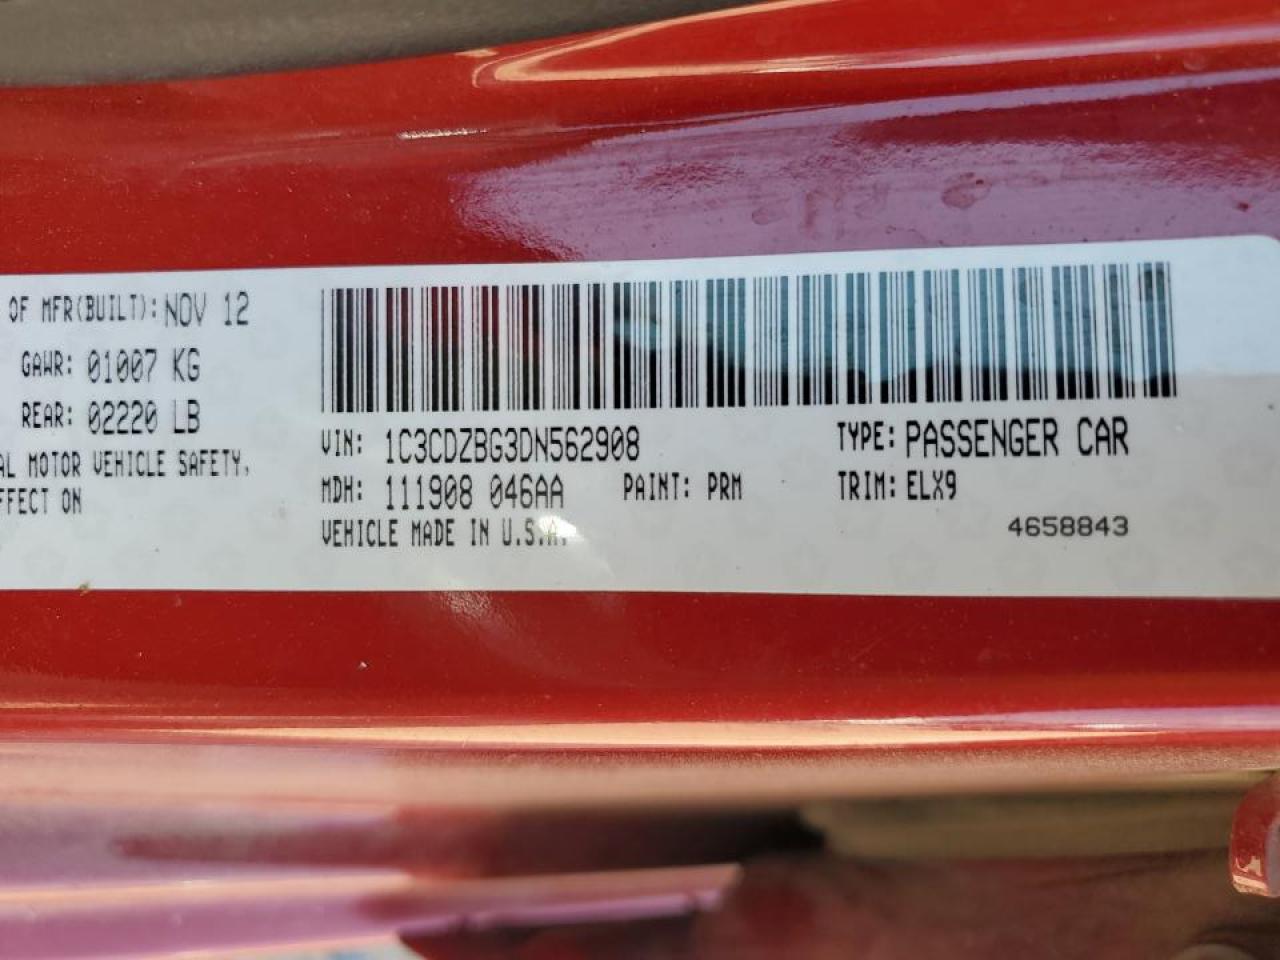 OF MFR(BUILT): NOV 12
GAWR: 01007 KG
REAR: 02220 LB
AL MOTOR VEHICLE SAFETY,
FFECT ON
VIN: 1C3CDZBG3DN562908 TYPE: PASSENGER CAR
MDH: 111908 046AA PAINT: PRM TRIM: ELX9
VEHICLE MADE IN U.S.A.
4658843